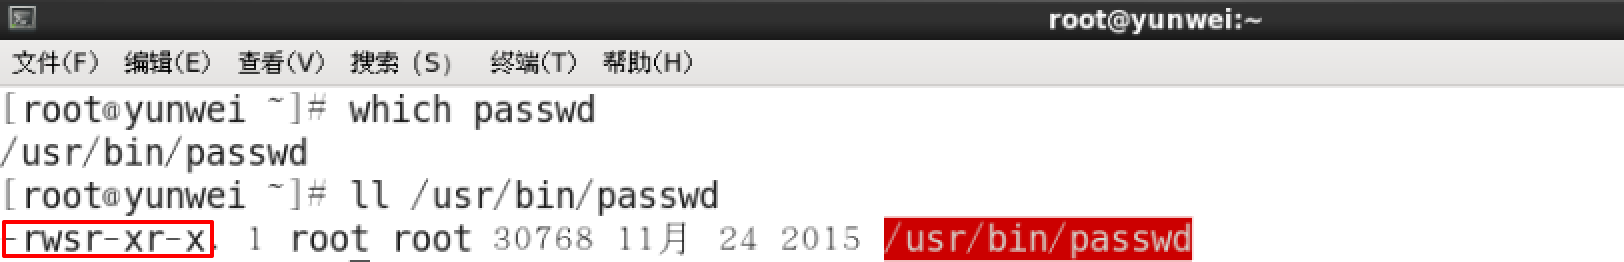 root@yunwei:~
文件(F) 编辑(E) 查看(V) 搜索 (S) 终端(T) 帮助(H)
[root@yunwei ~]# which passwd
/usr/bin/passwd
[root@yunwei ~]# ll /usr/bin/passwd
-rwsr-xr-x. 1 root root 30768 11月 24 2015 /usr/bin/passwd